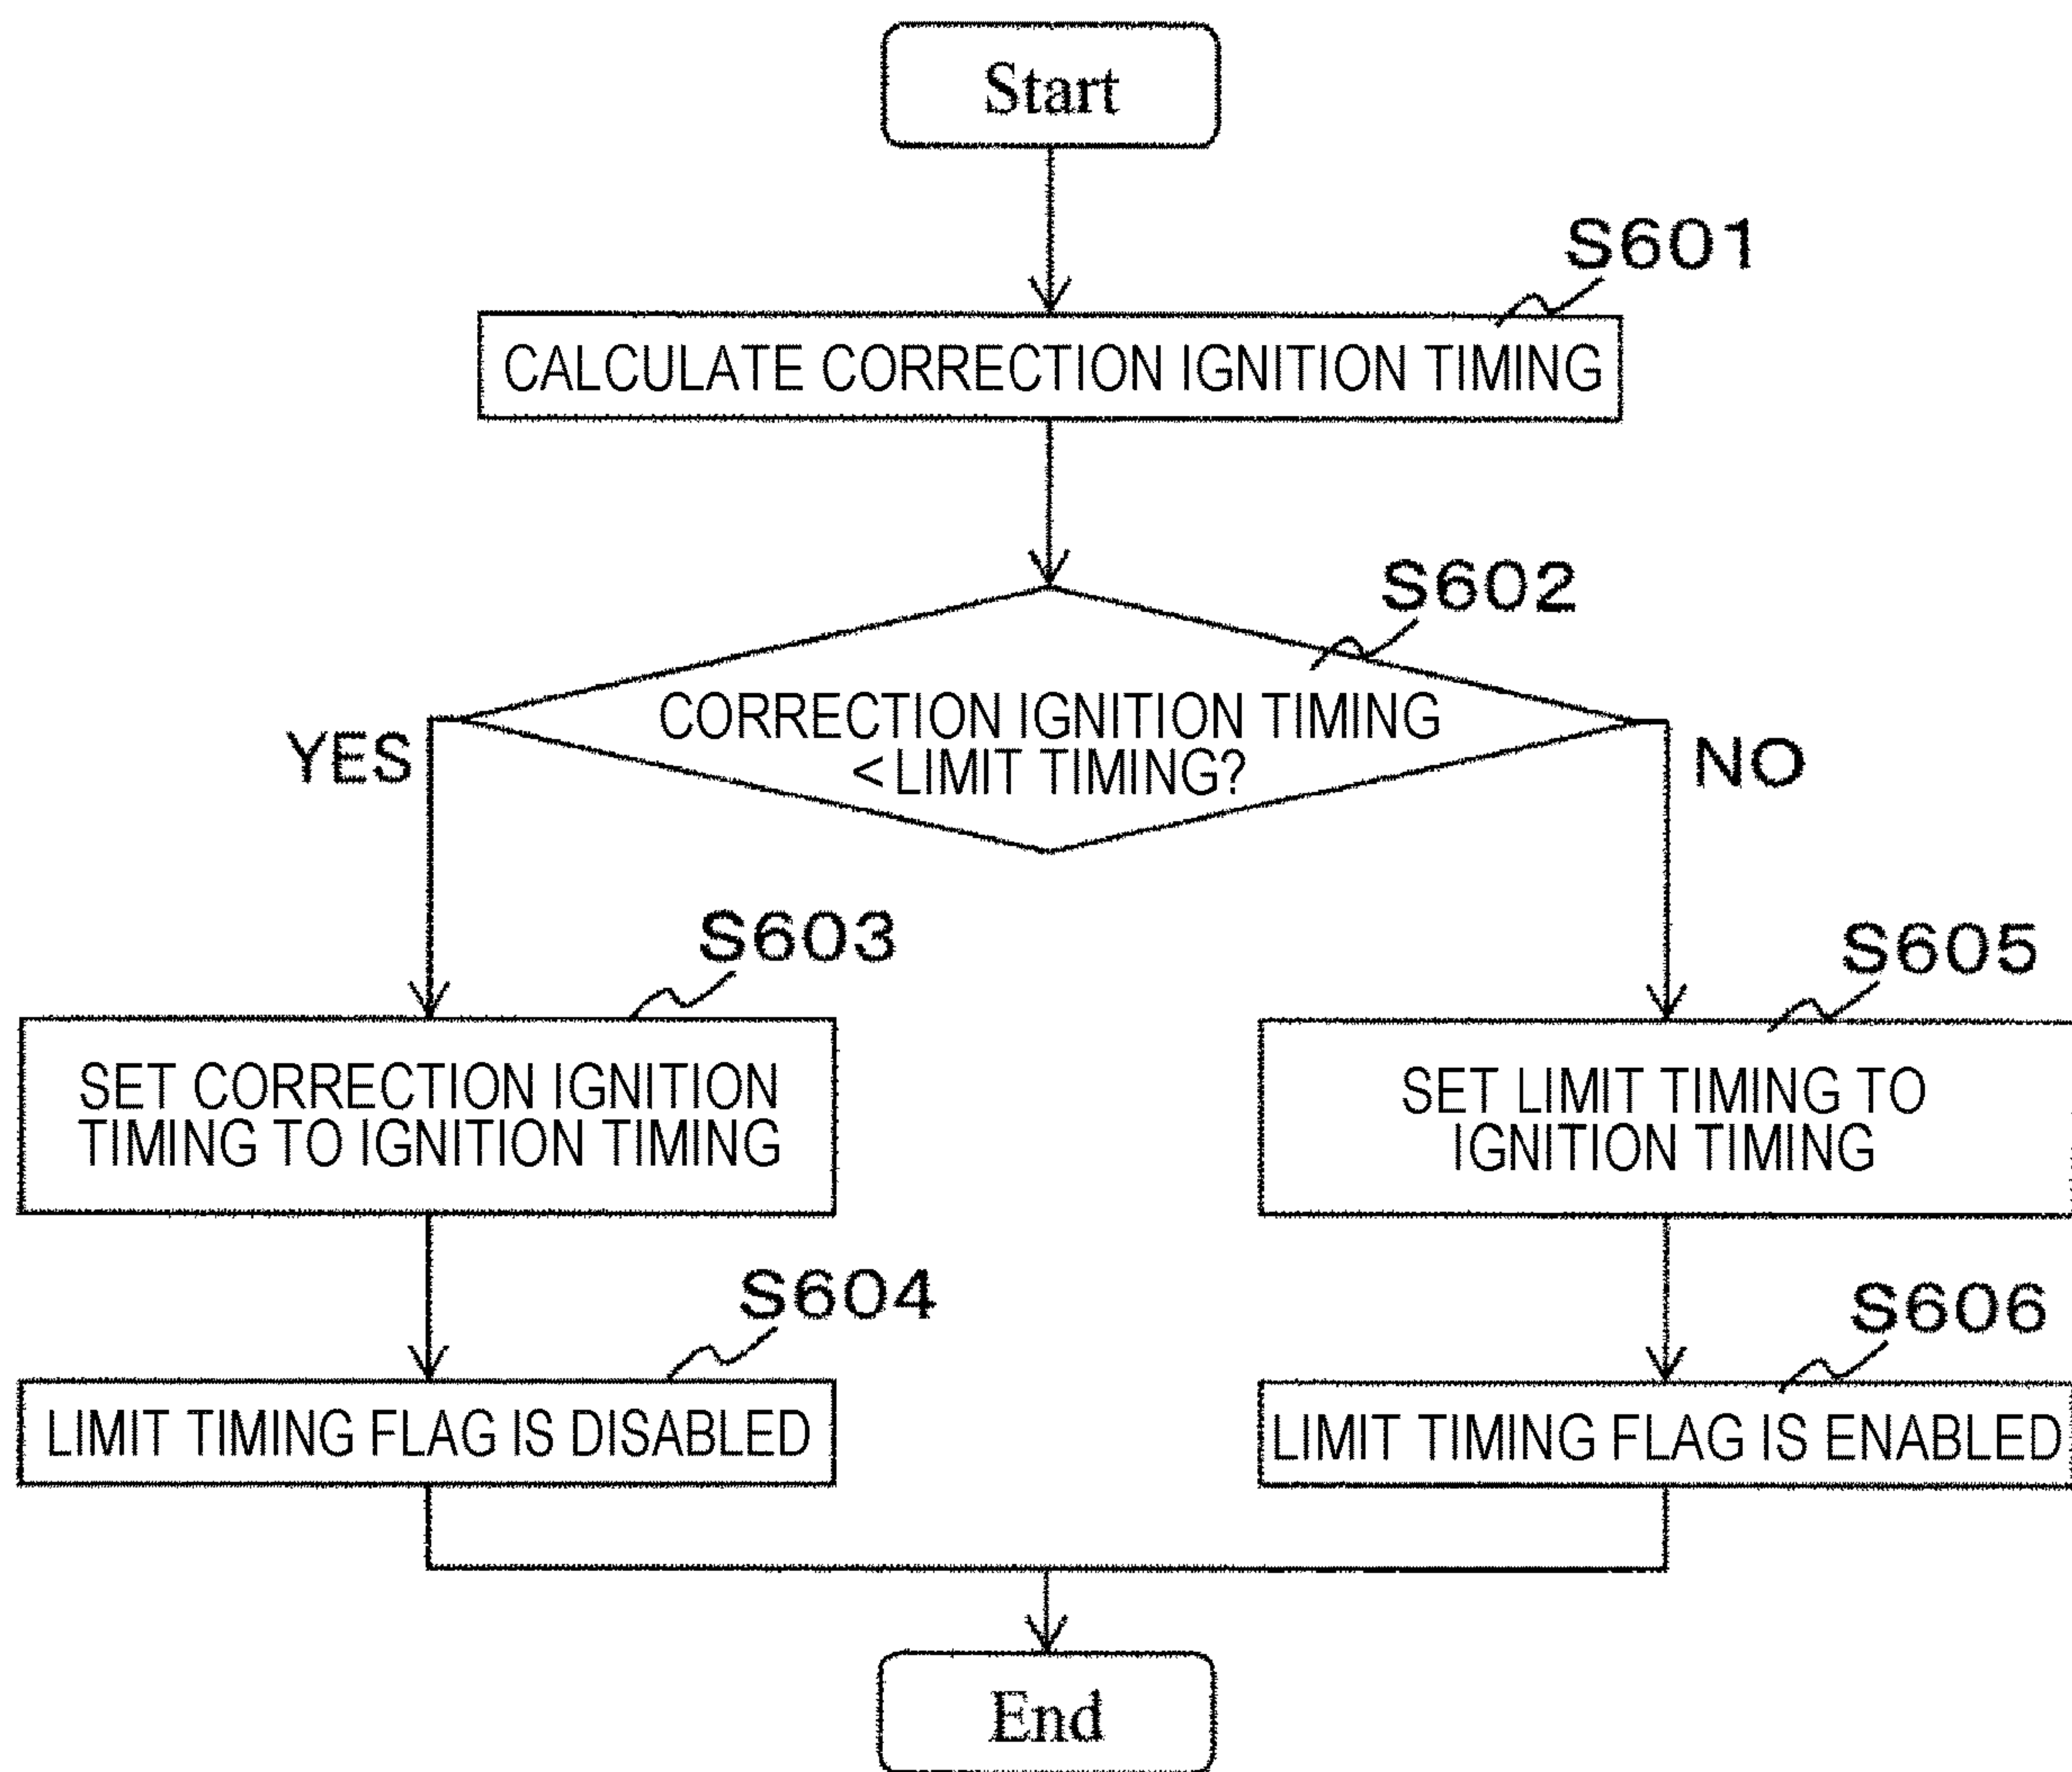 Start
S601
CALCULATE CORRECTION IGNITION TIMING
S602
CORRECTION IGNITION TIMING
< LIMIT TIMING?
YES
NO
S603
SET CORRECTION IGNITION
TIMING TO IGNITION TIMING
S605
SET LIMIT TIMING TO
IGNITION TIMING
S604
LIMIT TIMING FLAG IS DISABLED
S606
LIMIT TIMING FLAG IS ENABLED
End